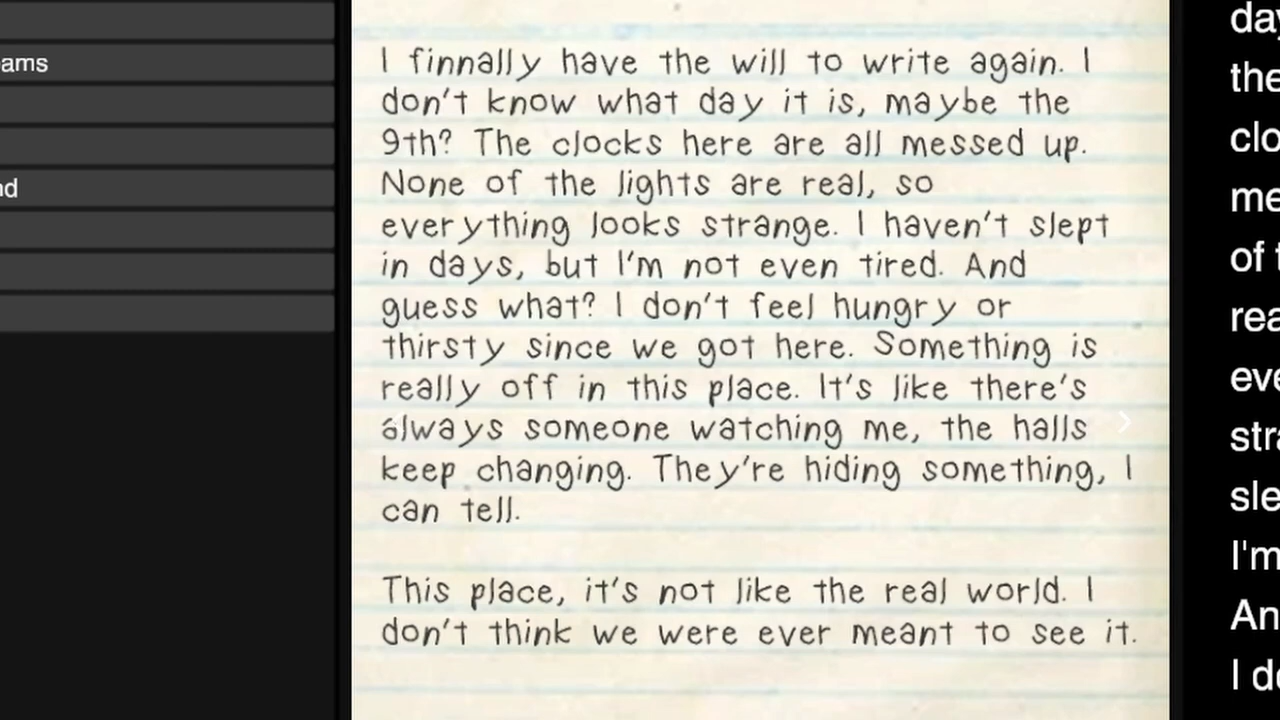 ams
nd
I finnally have the will to write again. I
don't know what day it is, maybe the
9th? The clocks here are all messed up.
None of the lights are real, so
everything looks strange. I haven't slept
in days, but I'm not even tired. And
guess what? I don't feel hungry or
thirsty since we got here. Something is
really off in this place. It's like there's
always someone watching me, the halls
keep changing. They're hiding something, I
can tell.
This place, it's not like the real world. I
don't think we were ever meant to see it.
day
the
clo
me
of t
rea
eve
stra
sle
I'm
An
I do